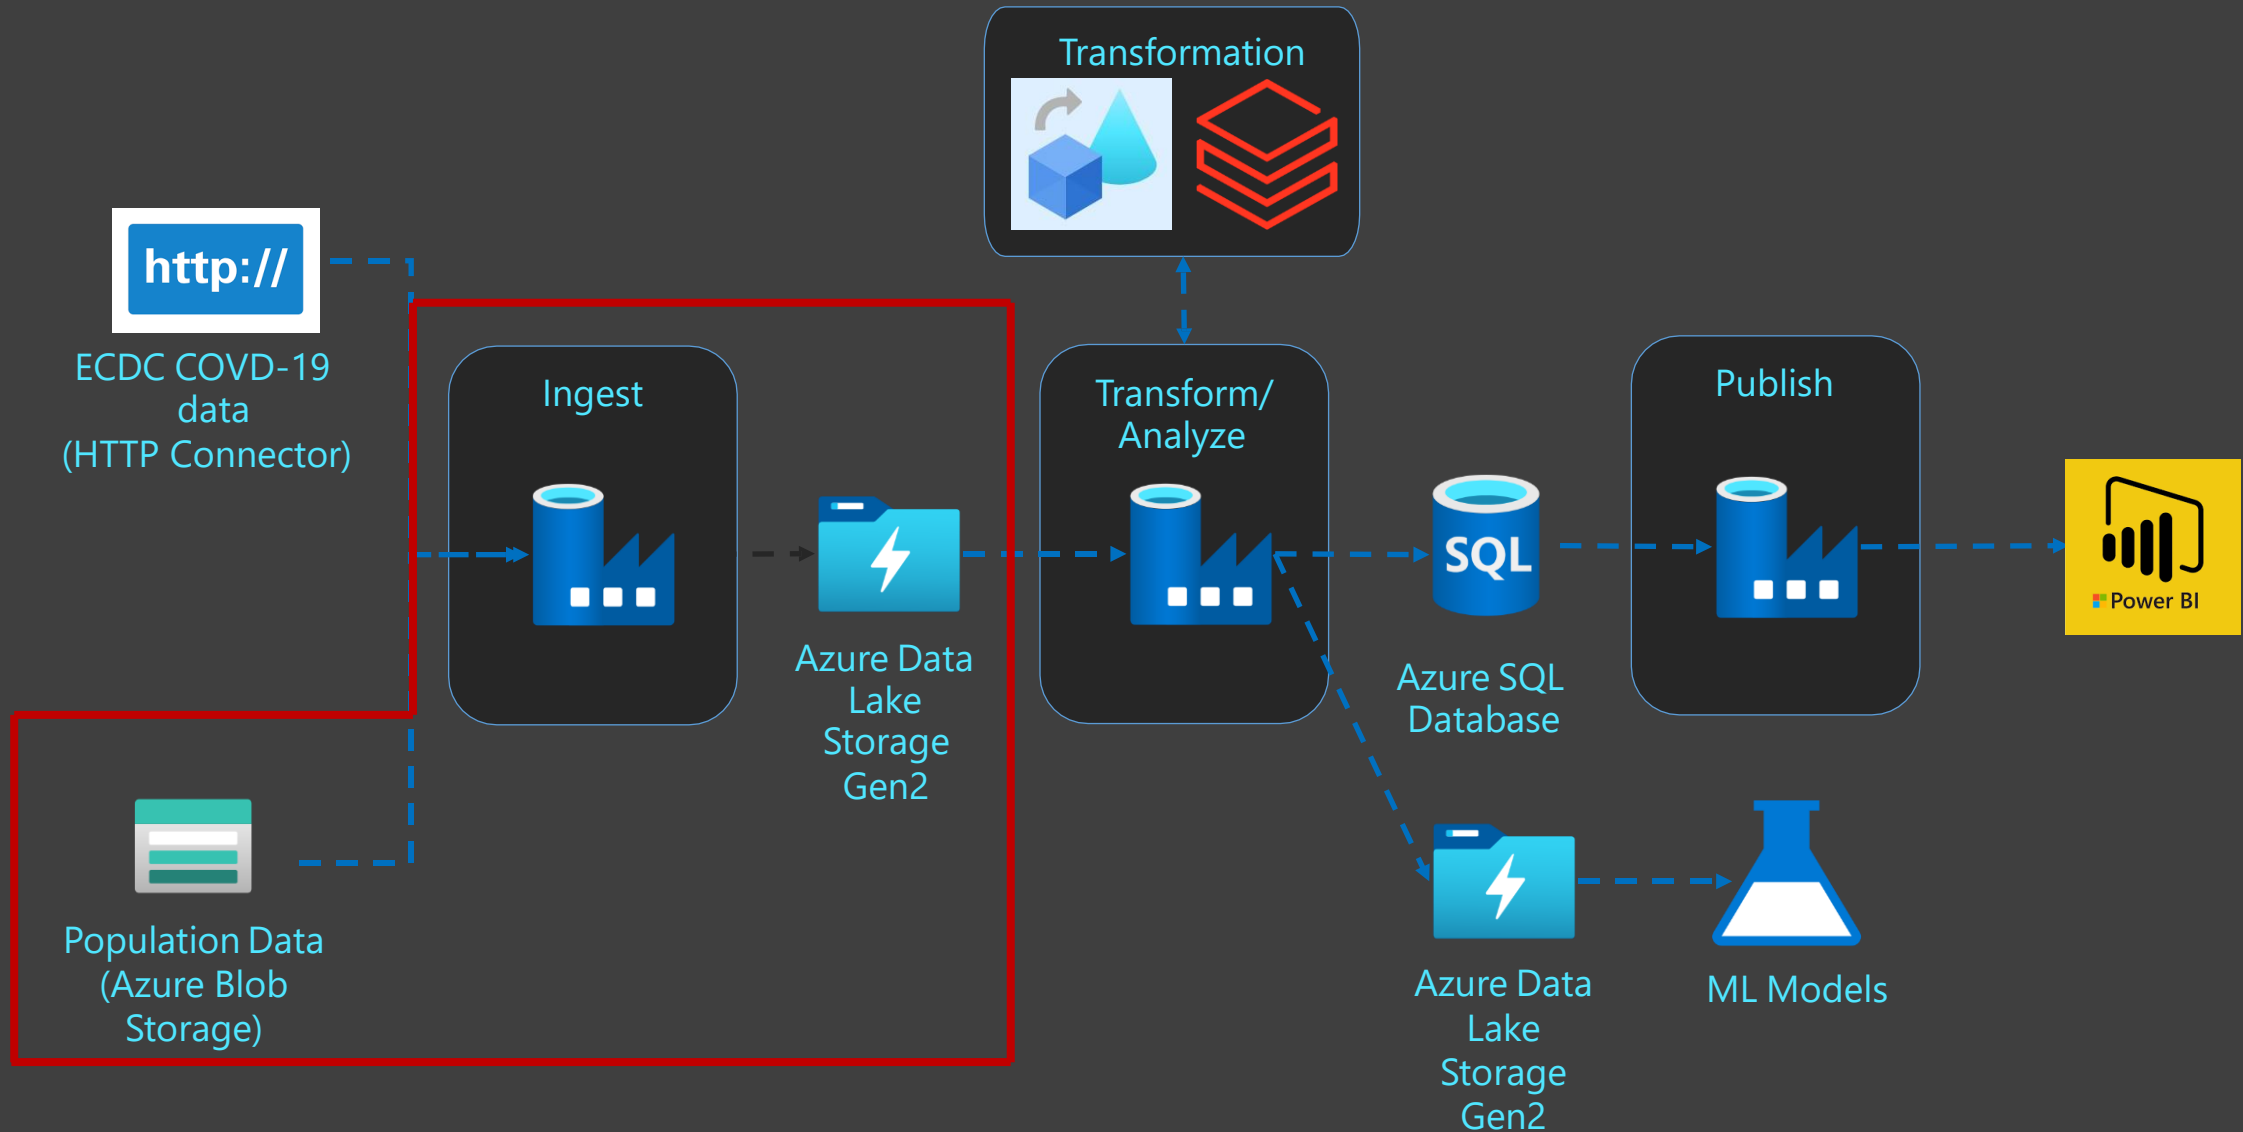 Transformation
http://
ECDC COVD-19
data
(HTTP Connector)
Ingest
Azure Data
Lake
Storage
Gen2
Transform/
Analyze
SQL
Azure SQL
Database
Publish
Power BI
Population Data
(Azure Blob
Storage)
Azure Data
Lake
Storage
Gen2
ML Models